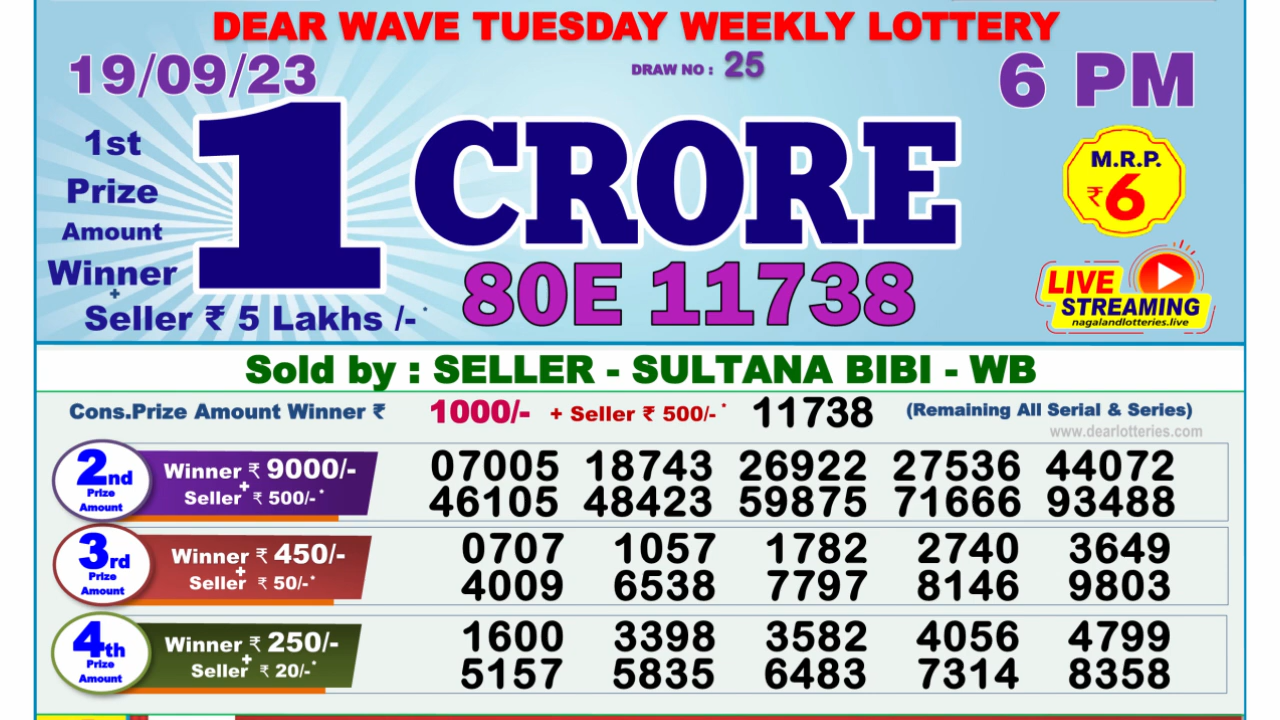 DEAR WAVE TUESDAY WEEKLY LOTTERY
19/09/23
DRAW NO : 25
6 PM
1st
Prize
Amount
Winner
+
Seller ₹ 5 Lakhs /-*
1 CRORE
80E 11738
M.R.P.
₹6
LIVE
STREAMING
nagalandlotteries.live
Sold by : SELLER - SULTANA BIBI - WB
Cons.Prize Amount Winner ₹ 1000/- + Seller ₹ 500/-* 11738 (Remaining All Serial & Series)
www.dearlotteries.com
2nd
Prize
Amount
Winner ₹ 9000/-
+
Seller ₹ 500/-*
07005 18743 26922 27536 44072
46105 48423 59875 71666 93488
3rd
Prize
Amount
Winner ₹ 450/-
+
Seller ₹ 50/-*
0707 1057 1782 2740 3649
4009 6538 7797 8146 9803
4th
Prize
Amount
Winner ₹ 250/-
+
Seller ₹ 20/-*
1600 3398 3582 4056 4799
5157 5835 6483 7314 8358